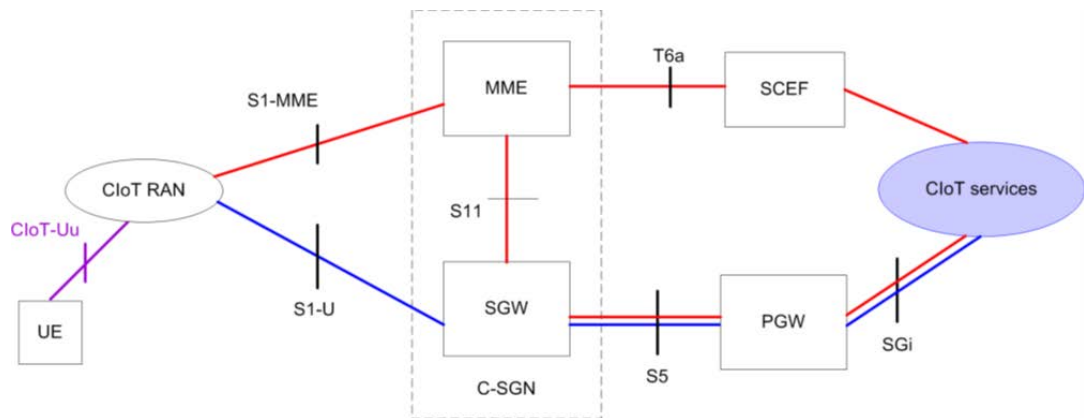 T6a
MME
SCEF
S1-MME
CIoT RAN
CIoT services
S11
CIoT-Uu
S1-U
SGW
PGW
UE
SGi
S5
C-SGN